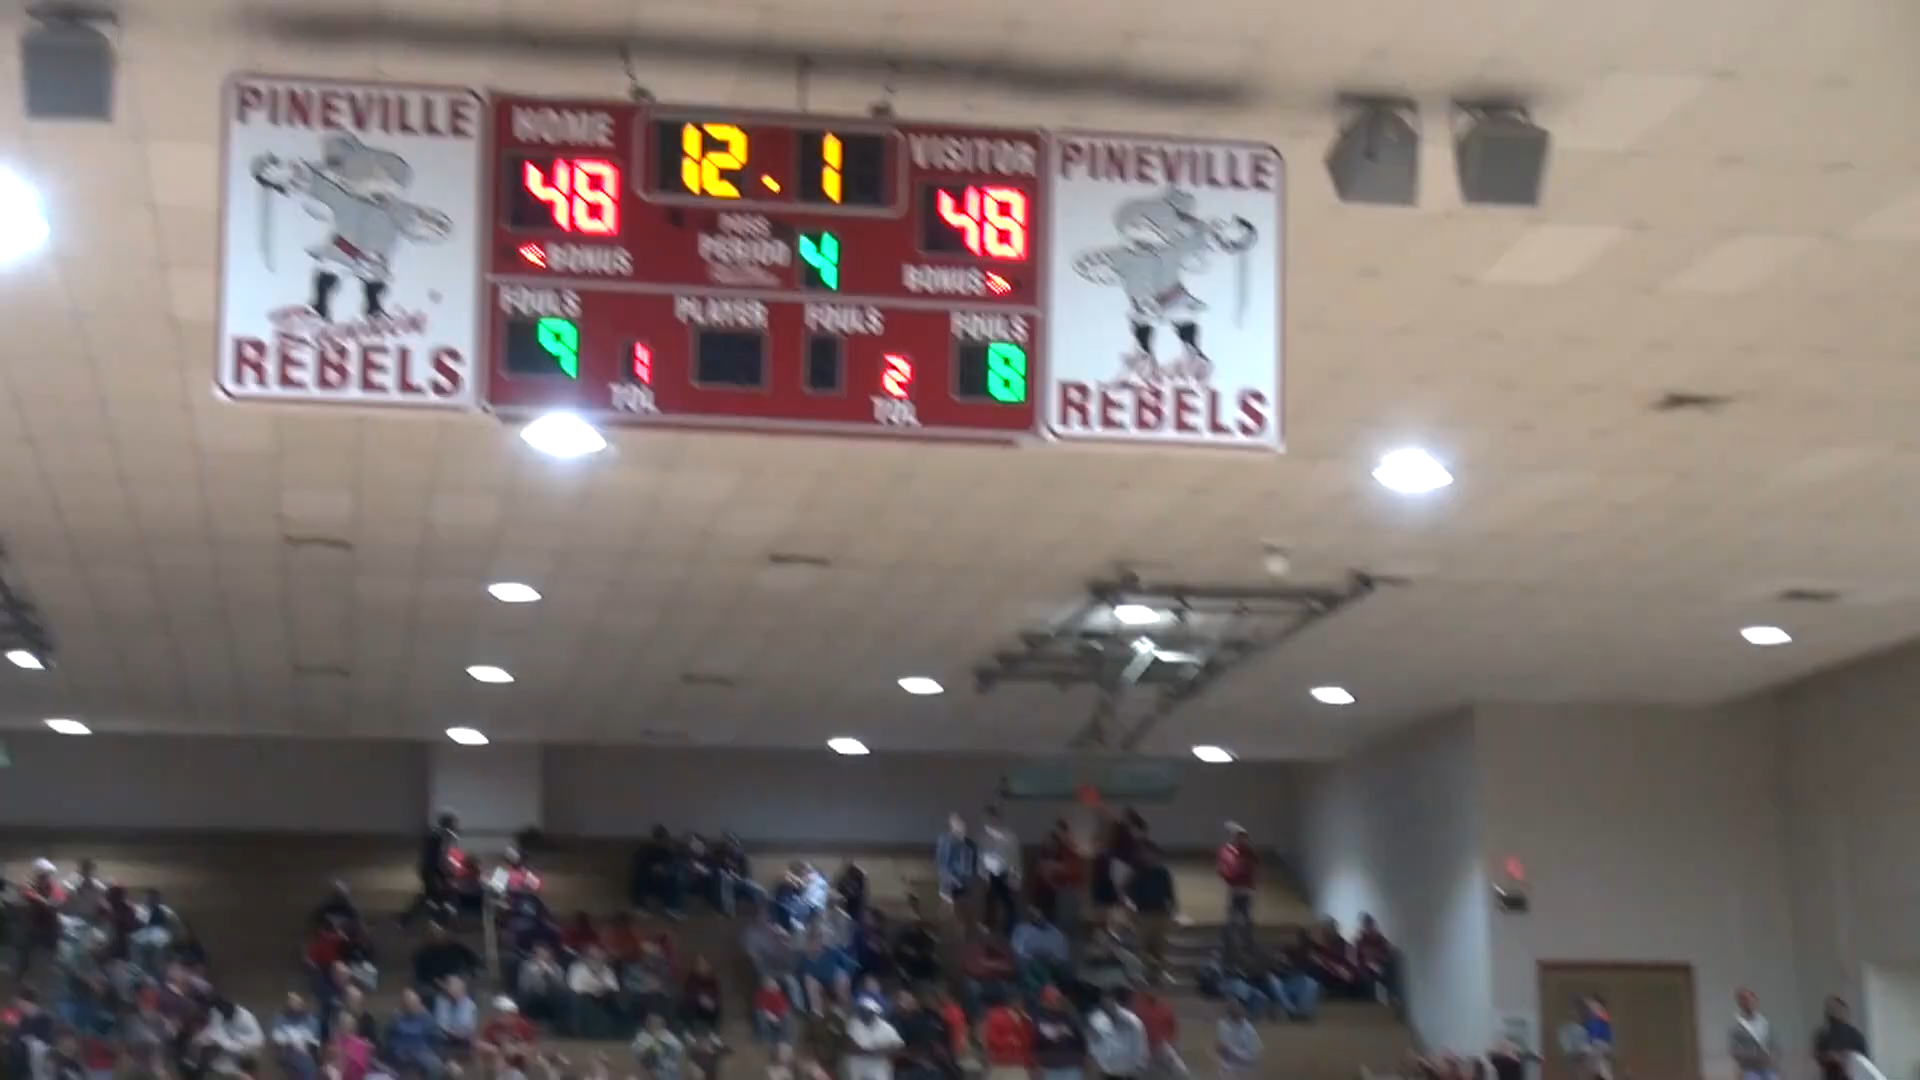 PINEVILLE
REBELS
HOME
48
BONUS
12.1
PERIOD 4
VISITOR
48
BONUS
FOULS
9
1
TOL
PLAYER
FOULS
2
TOL
FOULS
8
PINEVILLE
REBELS